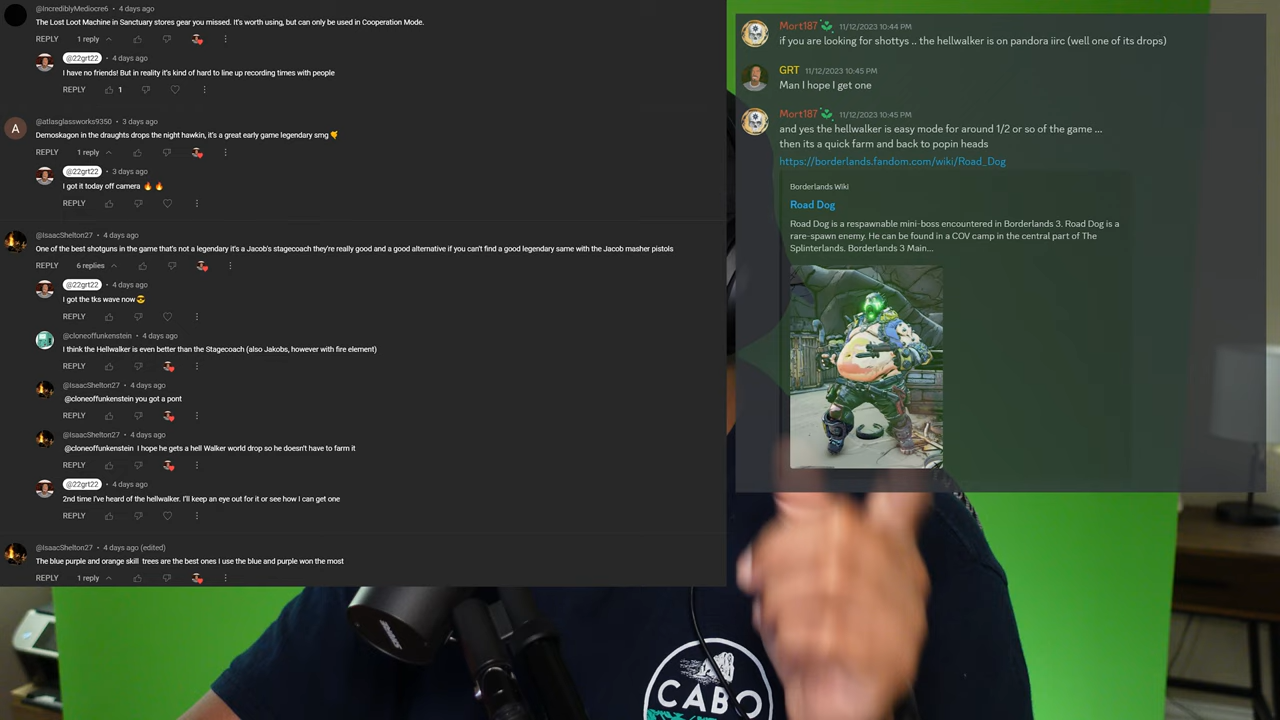 @IncrediblyMediocre6 • 4 days ago
The Lost Loot Machine in Sanctuary stores gear you missed. It's worth using, but can only be used in Cooperation Mode.
REPLY 1 reply
@22grt22 • 4 days ago
I have no friends! But in reality it's kind of hard to line up recording times with people
REPLY 1
A
@atlasglassworks9350 • 3 days ago
Demoskagon in the draughts drops the night hawkin, it's a great early game legendary smg
REPLY 1 reply
@22grt22 • 3 days ago
I got it today off camera 🔥 🔥
REPLY
@IsaacShelton27 • 4 days ago
One of the best shotguns in the game that's not a legendary it's a Jacob's stagecoach they're really good and a good alternative if you can't find a good legendary same with the Jacob masher pistols
REPLY 6 replies
@22grt22 • 4 days ago
I got the tks wave now 😎
REPLY
@cloneoffunkenstein • 4 days ago
I think the Hellwalker is even better than the Stagecoach (also Jakobs, however with fire element)
REPLY
@IsaacShelton27 • 4 days ago
@cloneoffunkenstein you got a pont
REPLY
@IsaacShelton27 • 4 days ago
@cloneoffunkenstein I hope he gets a hell Walker world drop so he doesn't have to farm it
REPLY
@22grt22 • 4 days ago
2nd time I've heard of the hellwalker. I'll keep an eye out for it or see how I can get one
REPLY
@IsaacShelton27 • 4 days ago (edited)
The blue purple and orange skill trees are the best ones I use the blue and purple won the most
REPLY 1 reply
Mort187 11/12/2023 10:44 PM
if you are looking for shottys .. the hellwalker is on pandora iirc (well one of its drops)
GRT 11/12/2023 10:45 PM
Man I hope I get one
Mort187 11/12/2023 10:45 PM
and yes the hellwalker is easy mode for around 1/2 or so of the game ...
then its a quick farm and back to popin heads
https://borderlands.fandom.com/wiki/Road_Dog
Borderlands Wiki
Road Dog
Road Dog is a respawnable mini-boss encountered in Borderlands 3. Road Dog is a
rare-spawn enemy. He can be found in a COV camp in the central part of The
Splinterlands. Borderlands 3 Main...
CABO